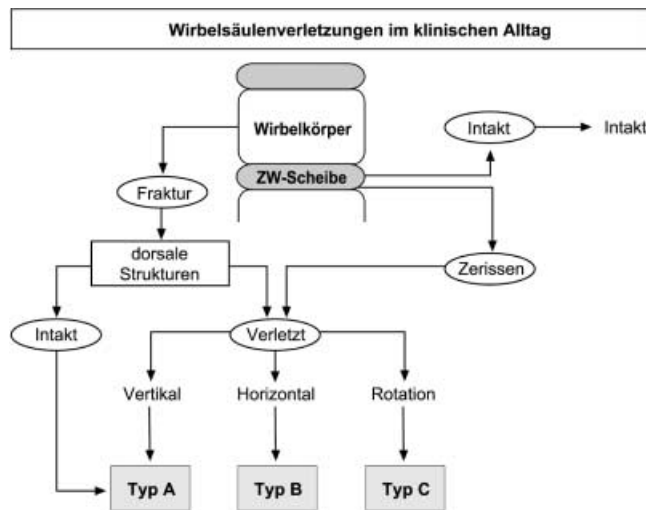 Wirbelsäulenverletzungen im klinischen Alltag
Wirbelkörper
Intakt
Intakt
ZW-Scheibe
Fraktur
dorsale
Strukturen
Zerissen
Intakt
Verletzt
Vertikal
Horizontal
Rotation
Typ A
Typ B
Typ C